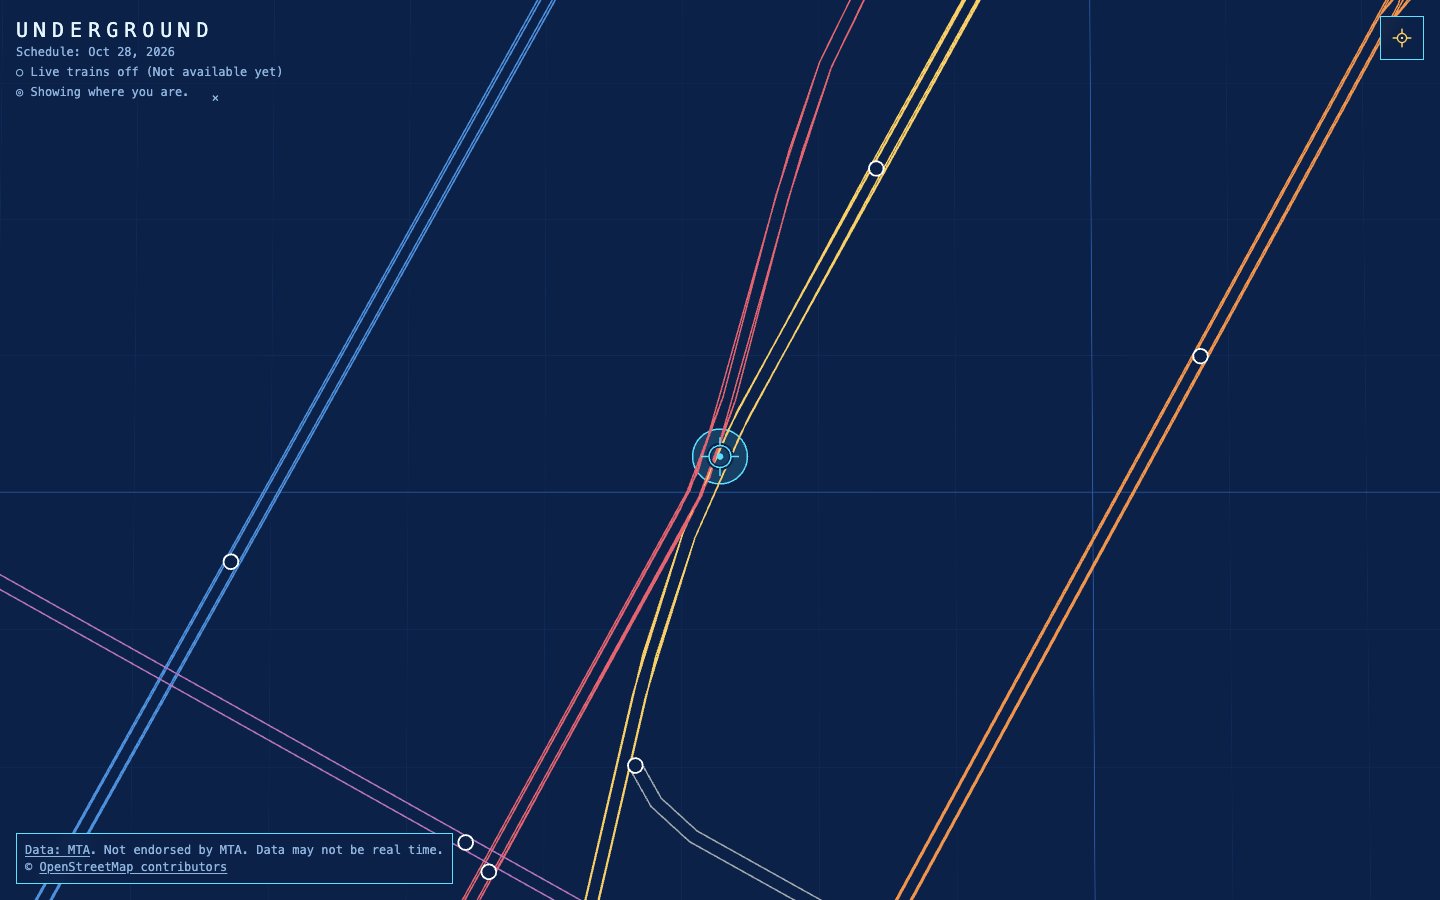 UNDERGROUND
Schedule: Oct 28, 2026
○ Live trains off (Not available yet)
◎ Showing where you are. ×
Data: MTA. Not endorsed by MTA. Data may not be real time.
© OpenStreetMap contributors